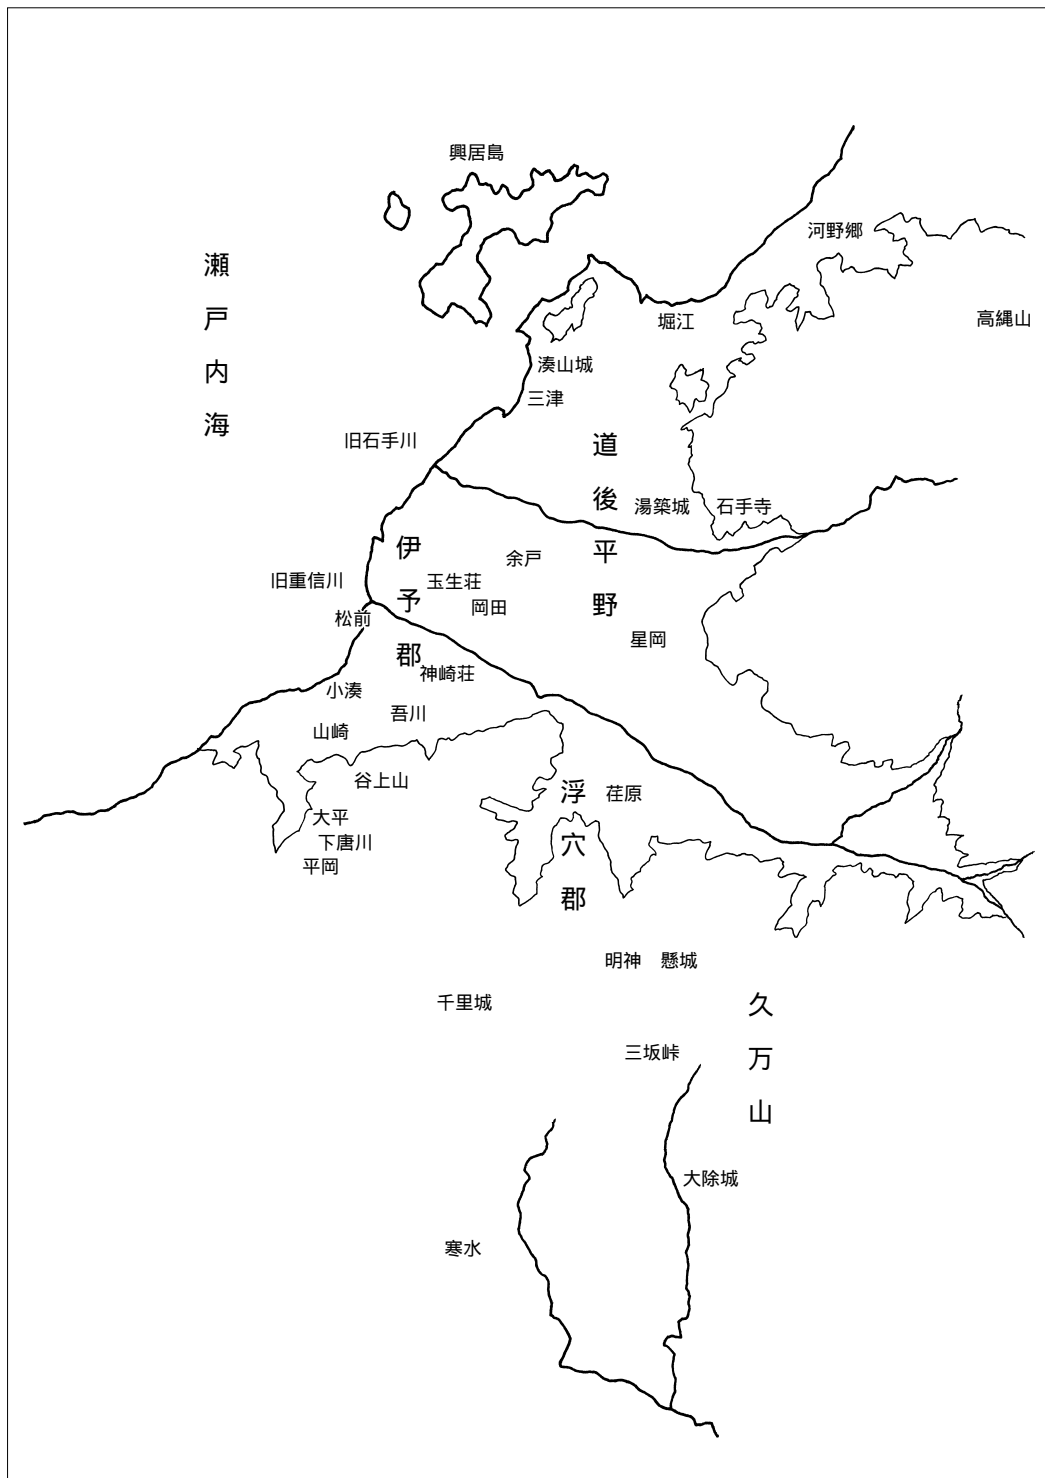 興居島
河野郷
瀬戸内海
高縄山
堀江
湊山城
三津
旧石手川
道後平野
湯築城
石手寺
伊予郡
余戸
旧重信川
玉生荘
岡田
松前
星岡
神崎荘
小湊
吾川
山崎
谷上山
浮穴郡
荏原
大平
下唐川
平岡
明神
懸城
千里城
久万山
三坂峠
大除城
寒水